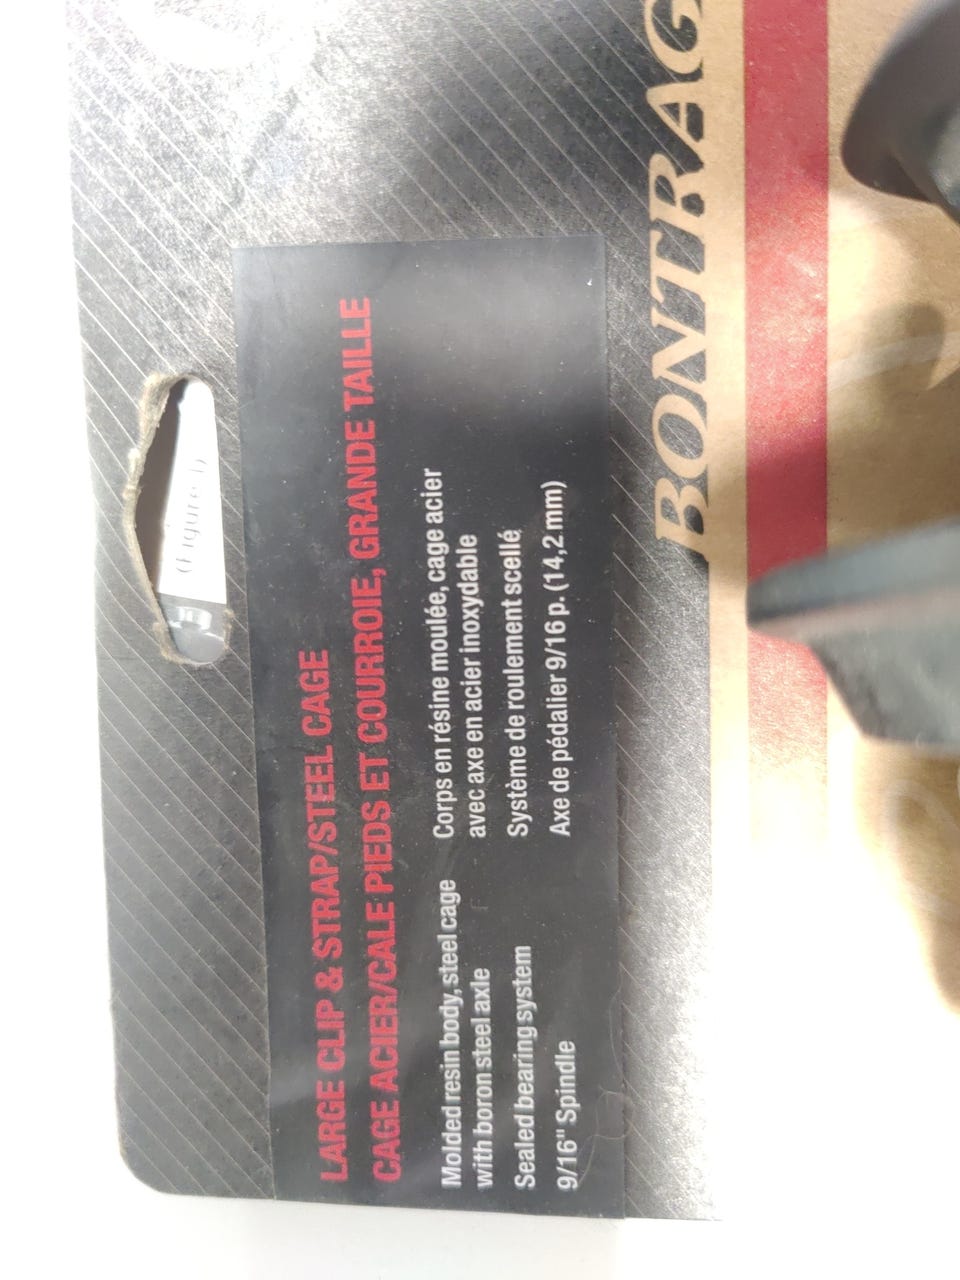 (Figure 1)
LARGE CLIP & STRAP/STEEL CAGE
CAGE ACIER/CALE PIEDS ET COURROIE, GRANDE TAILLE
Molded resin body, steel cage
with boron steel axle
Sealed bearing system
9/16" Spindle
Corps en résine moulée, cage acier
avec axe en acier inoxydable
Système de roulement scellé
Axe de pédalier 9/16 p. (14,2 mm)
BONTRAG